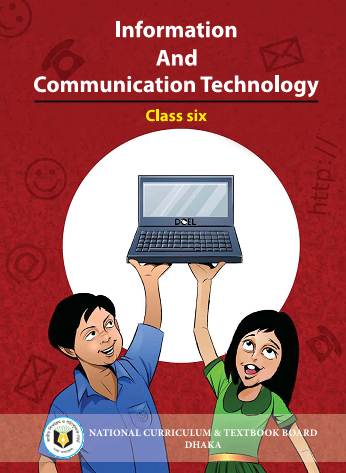 Information
And
Communication Technology
Class six
http://
DOEL
NATIONAL CURRICULUM & TEXTBOOK BOARD
DHAKA